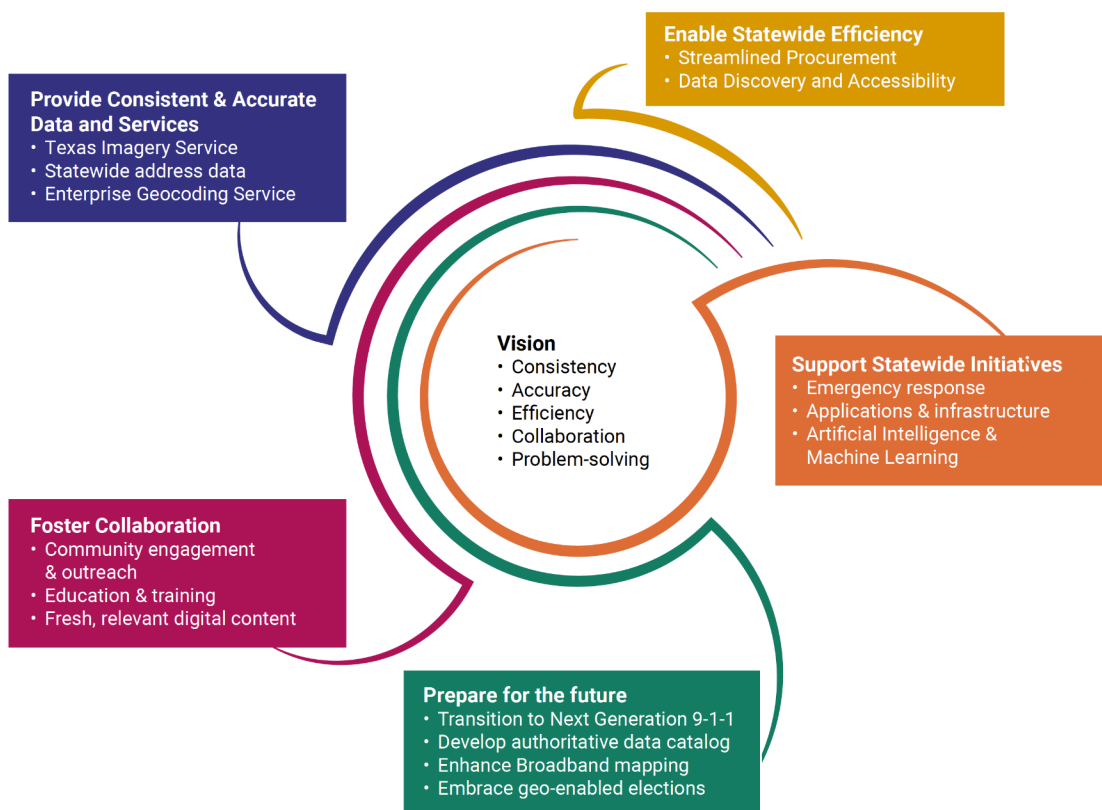 Enable Statewide Efficiency
• Streamlined Procurement
• Data Discovery and Accessibility
Provide Consistent & Accurate
Data and Services
• Texas Imagery Service
• Statewide address data
• Enterprise Geocoding Service
Vision
• Consistency
• Accuracy
• Efficiency
• Collaboration
• Problem-solving
Support Statewide Initiatives
• Emergency response
• Applications & infrastructure
• Artificial Intelligence &
Machine Learning
Foster Collaboration
• Community engagement
& outreach
• Education & training
• Fresh, relevant digital content
Prepare for the future
• Transition to Next Generation 9-1-1
• Develop authoritative data catalog
• Enhance Broadband mapping
• Embrace geo-enabled elections